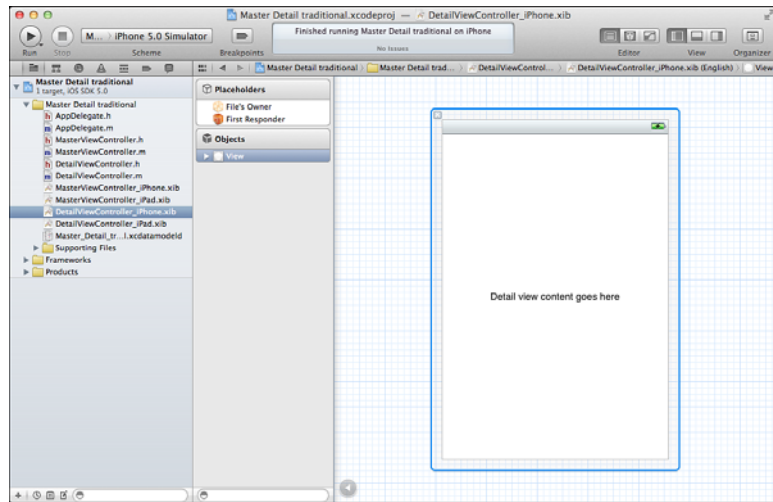 Master Detail traditional.xcodeproj — DetailViewController_iPhone.xib
M... iPhone 5.0 Simulator
Finished running Master Detail traditional on iPhone
No Issues
Run Stop Scheme Breakpoints Editor View Organizer
Master Detail traditional Master Detail trad... DetailViewControl... DetailViewController_iPhone.xib (English) View
Master Detail traditional
1 target, iOS SDK 5.0
Master Detail traditional
h AppDelegate.h
m AppDelegate.m
h MasterViewController.h
m MasterViewController.m
h DetailViewController.h
m DetailViewController.m
MasterViewController_iPhone.xib
MasterViewController_iPad.xib
DetailViewController_iPhone.xib
DetailViewController_iPad.xib
Master_Detail_tr...l.xcdatamodeld
Supporting Files
Frameworks
Products
Placeholders
File's Owner
First Responder
Objects
View
Detail view content goes here